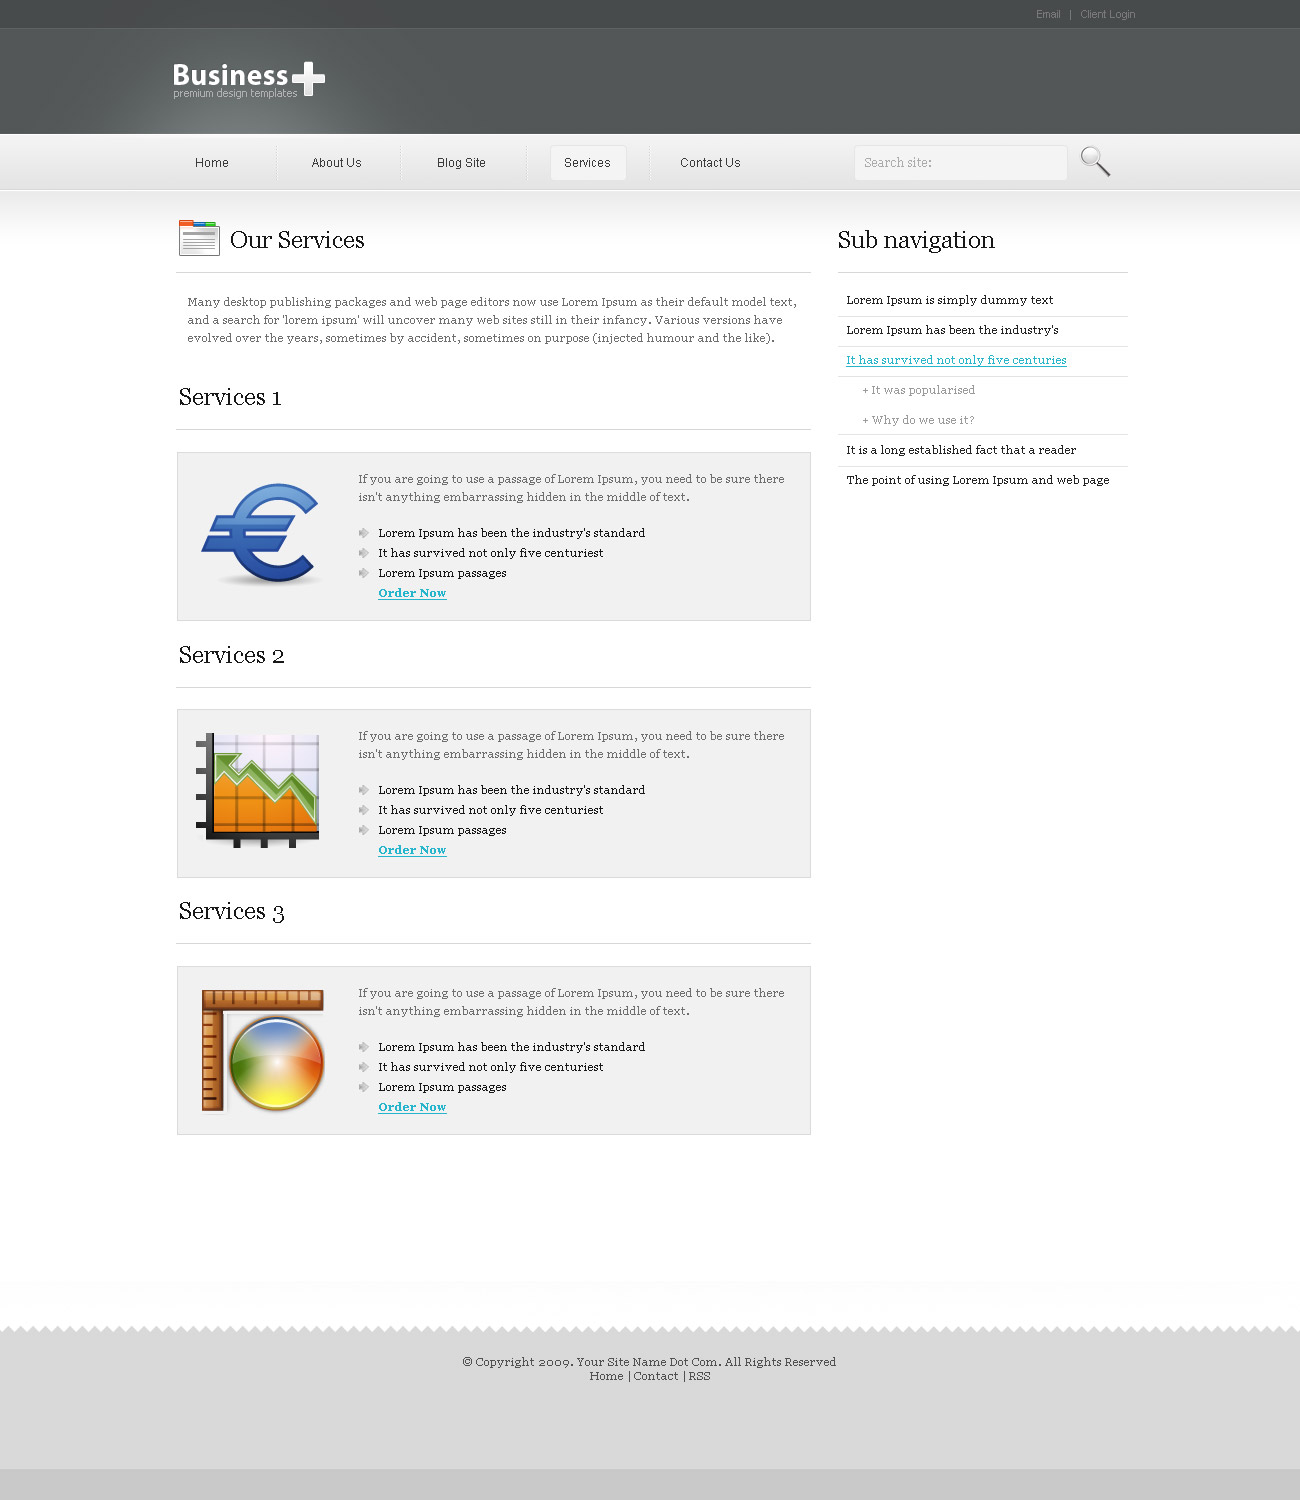 Email | Client Login
Business+
premium design templates
Home
About Us
Blog Site
Services
Contact Us
Search site:
Our Services
Many desktop publishing packages and web page editors now use Lorem Ipsum as their default model text,
and a search for 'lorem ipsum' will uncover many web sites still in their infancy. Various versions have
evolved over the years, sometimes by accident, sometimes on purpose (injected humour and the like).
Services 1
If you are going to use a passage of Lorem Ipsum, you need to be sure there
isn't anything embarrassing hidden in the middle of text.
Lorem Ipsum has been the industry's standard
It has survived not only five centuriest
Lorem Ipsum passages
Order Now
Services 2
If you are going to use a passage of Lorem Ipsum, you need to be sure there
isn't anything embarrassing hidden in the middle of text.
Lorem Ipsum has been the industry's standard
It has survived not only five centuriest
Lorem Ipsum passages
Order Now
Services 3
If you are going to use a passage of Lorem Ipsum, you need to be sure there
isn't anything embarrassing hidden in the middle of text.
Lorem Ipsum has been the industry's standard
It has survived not only five centuriest
Lorem Ipsum passages
Order Now
Sub navigation
Lorem Ipsum is simply dummy text
Lorem Ipsum has been the industry's
It has survived not only five centuries
+ It was popularised
+ Why do we use it?
It is a long established fact that a reader
The point of using Lorem Ipsum and web page
© Copyright 2009. Your Site Name Dot Com. All Rights Reserved
Home | Contact | RSS